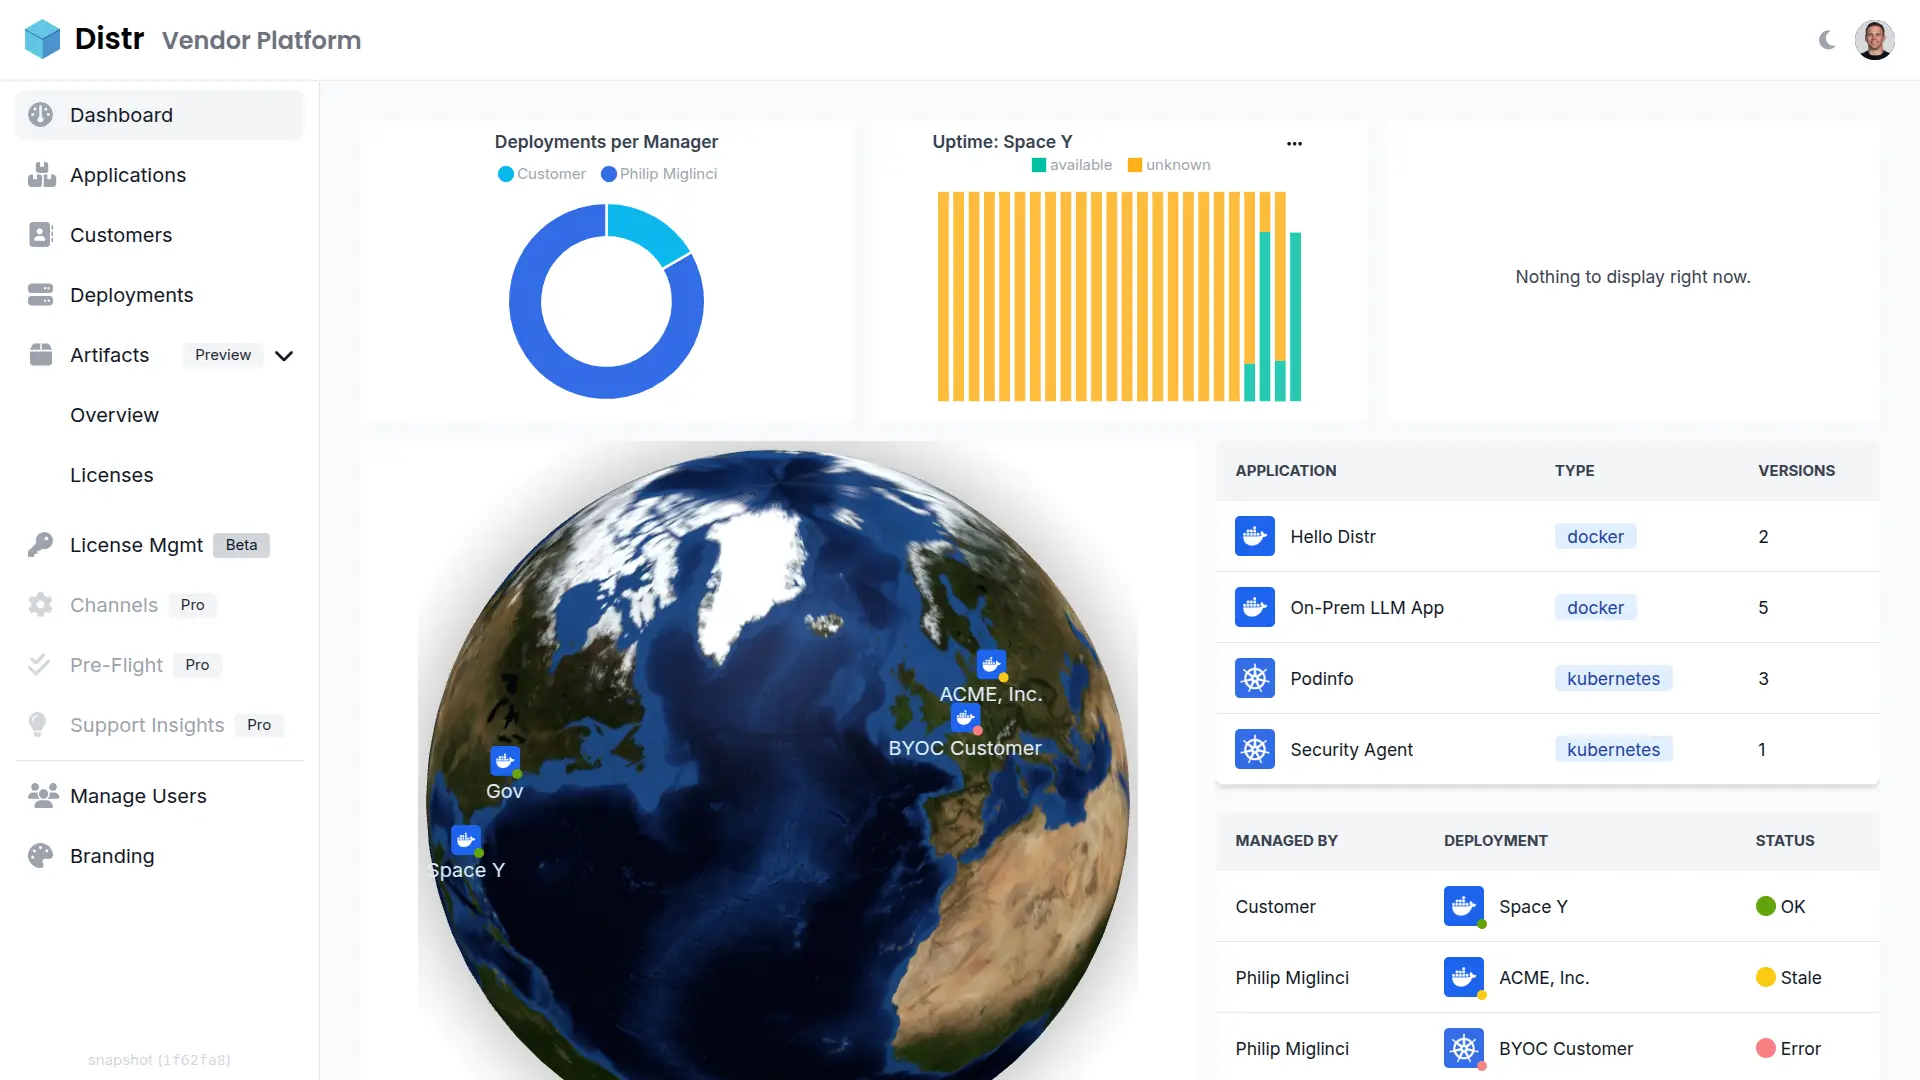 Distr Vendor Platform
Dashboard
Applications
Customers
Deployments
Artifacts Preview
Overview
Licenses
License Mgmt Beta
Channels Pro
Pre-Flight Pro
Support Insights Pro
Manage Users
Branding
snapshot (1f62fa8)
Deployments per Manager
Customer Philip Miglinci
Uptime: Space Y
available unknown
Nothing to display right now.
ACME, Inc.
BYOC Customer
Gov
Space Y
APPLICATION TYPE VERSIONS
Hello Distr docker 2
On-Prem LLM App docker 5
Podinfo kubernetes 3
Security Agent kubernetes 1
MANAGED BY DEPLOYMENT STATUS
Customer Space Y OK
Philip Miglinci ACME, Inc. Stale
Philip Miglinci BYOC Customer Error